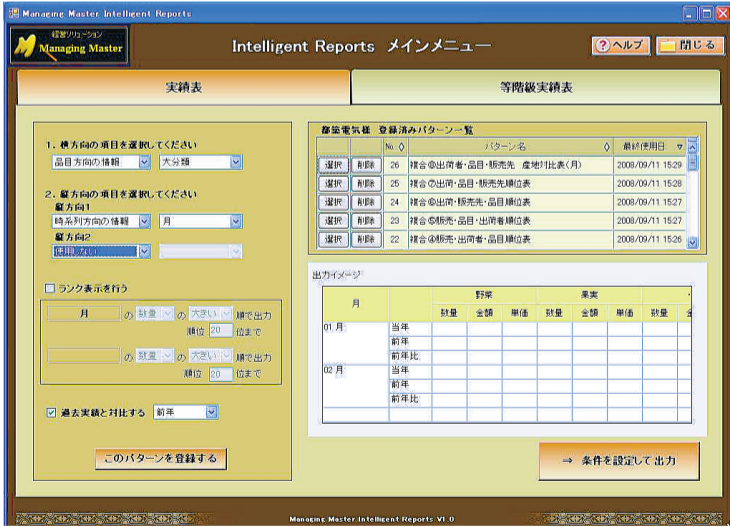 Managing Master Intelligent Reports
経営ソリューション
Managing Master
Intelligent Reports メインメニュー
ヘルプ
閉じる
実績表
等階級実績表
1. 横方向の項目を選択してください
品目方向の情報
大分類
2. 縦方向の項目を選択してください
縦方向1
時系列方向の情報
月
縦方向2
使用しない
ランク表示を行う
月 の 数量 の 大きい 順で出力
順位 20 位まで
の 数量 の 大きい 順で出力
順位 20 位まで
過去実績と対比する 前年
このパターンを登録する
都築電気様 登録済みパターン一覧
No. パターン名 最終使用日
選択 削除 26 複合⑧出荷者・品目・販売先 産地対比表(月) 2008/09/11 15:29
選択 削除 25 複合⑦出荷・品目・販売先順位表 2008/09/11 15:28
選択 削除 24 複合⑥出荷・販売先・品目順位表 2008/09/11 15:27
選択 削除 23 複合⑤販売・品目・出荷者順位表 2008/09/11 15:27
選択 削除 22 複合④販売・出荷者・品目順位表 2008/09/11 15:26
出力イメージ
月 野菜 果実
数量 金額 単価 数量 金額 単価 数量
01 月 当年
前年
前年比
02 月 当年
前年
前年比
⇒ 条件を設定して出力
Managing Master Intelligent Reports V1.0